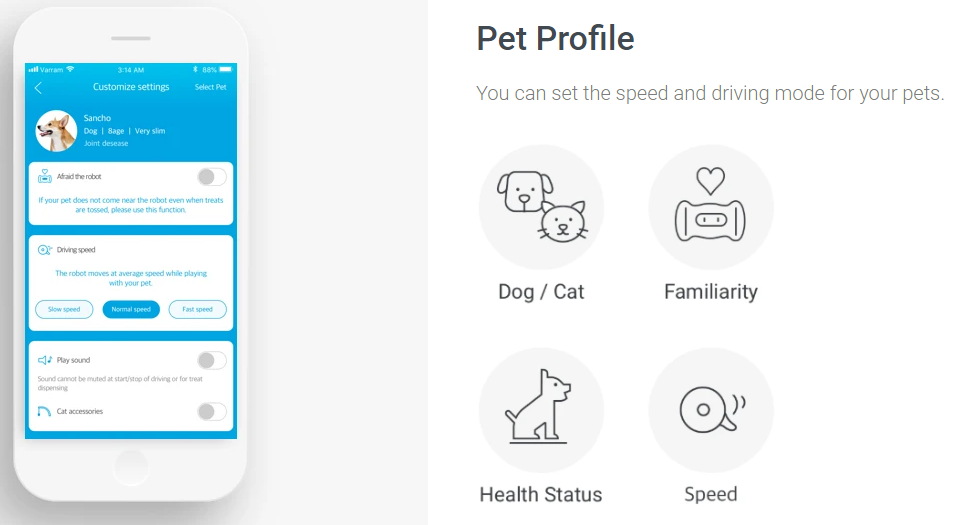 Varram 3:14 AM 88%
Customize settings Select Pet
Sancho
Dog | Bage | Very slim
Joint desease
Afraid the robot
If your pet does not come near the robot even when treats
are tossed, please use this function.
Driving speed
The robot moves at average speed while playing
with your pet.
Slow speed Normal speed Fast speed
Play sound
Sound cannot be muted at start/stop of driving or for treat
dispensing
Cat accessories
Pet Profile
You can set the speed and driving mode for your pets.
Dog / Cat
Familiarity
Health Status
Speed